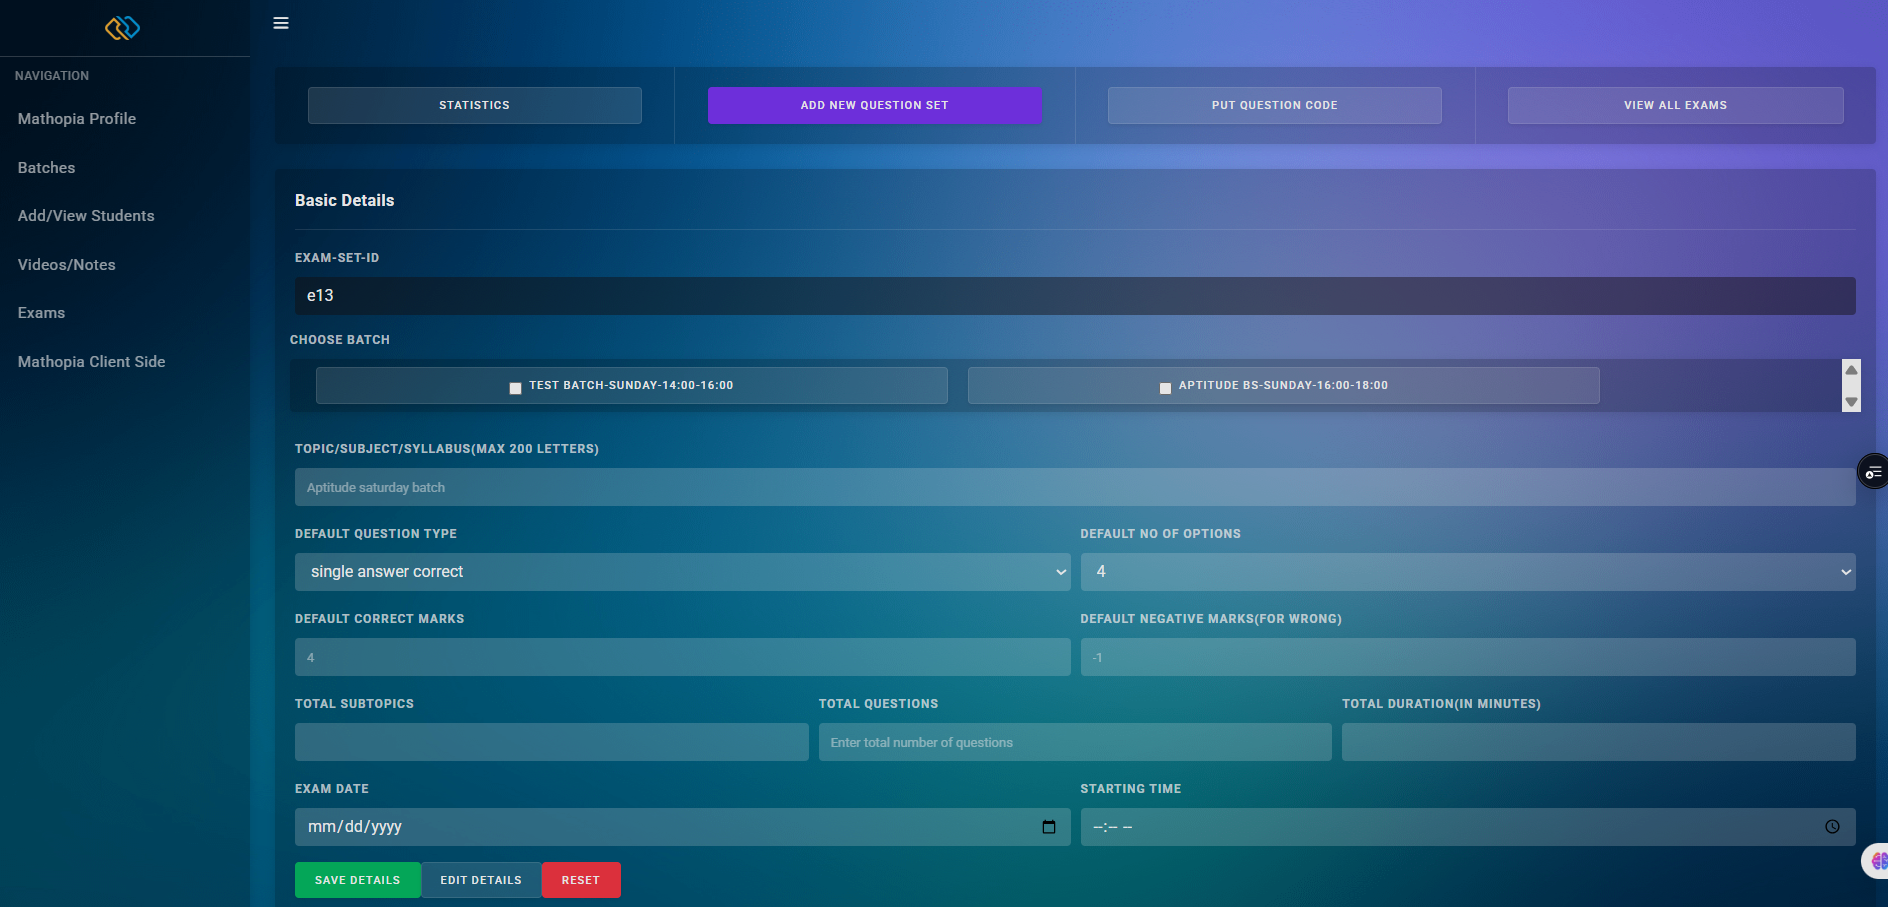 NAVIGATION
Mathopia Profile
Batches
Add/View Students
Videos/Notes
Exams
Mathopia Client Side
STATISTICS
ADD NEW QUESTION SET
PUT QUESTION CODE
VIEW ALL EXAMS
Basic Details
EXAM-SET-ID
e13
CHOOSE BATCH
TEST BATCH-SUNDAY-14:00-16:00
APTITUDE BS-SUNDAY-16:00-18:00
TOPIC/SUBJECT/SYLLABUS(MAX 200 LETTERS)
Aptitude saturday batch
DEFAULT QUESTION TYPE
single answer correct
DEFAULT NO OF OPTIONS
4
DEFAULT CORRECT MARKS
4
DEFAULT NEGATIVE MARKS(FOR WRONG)
-1
TOTAL SUBTOPICS
TOTAL QUESTIONS
Enter total number of questions
TOTAL DURATION(IN MINUTES)
EXAM DATE
mm/dd/yyyy
STARTING TIME
--:-- --
SAVE DETAILS
EDIT DETAILS
RESET